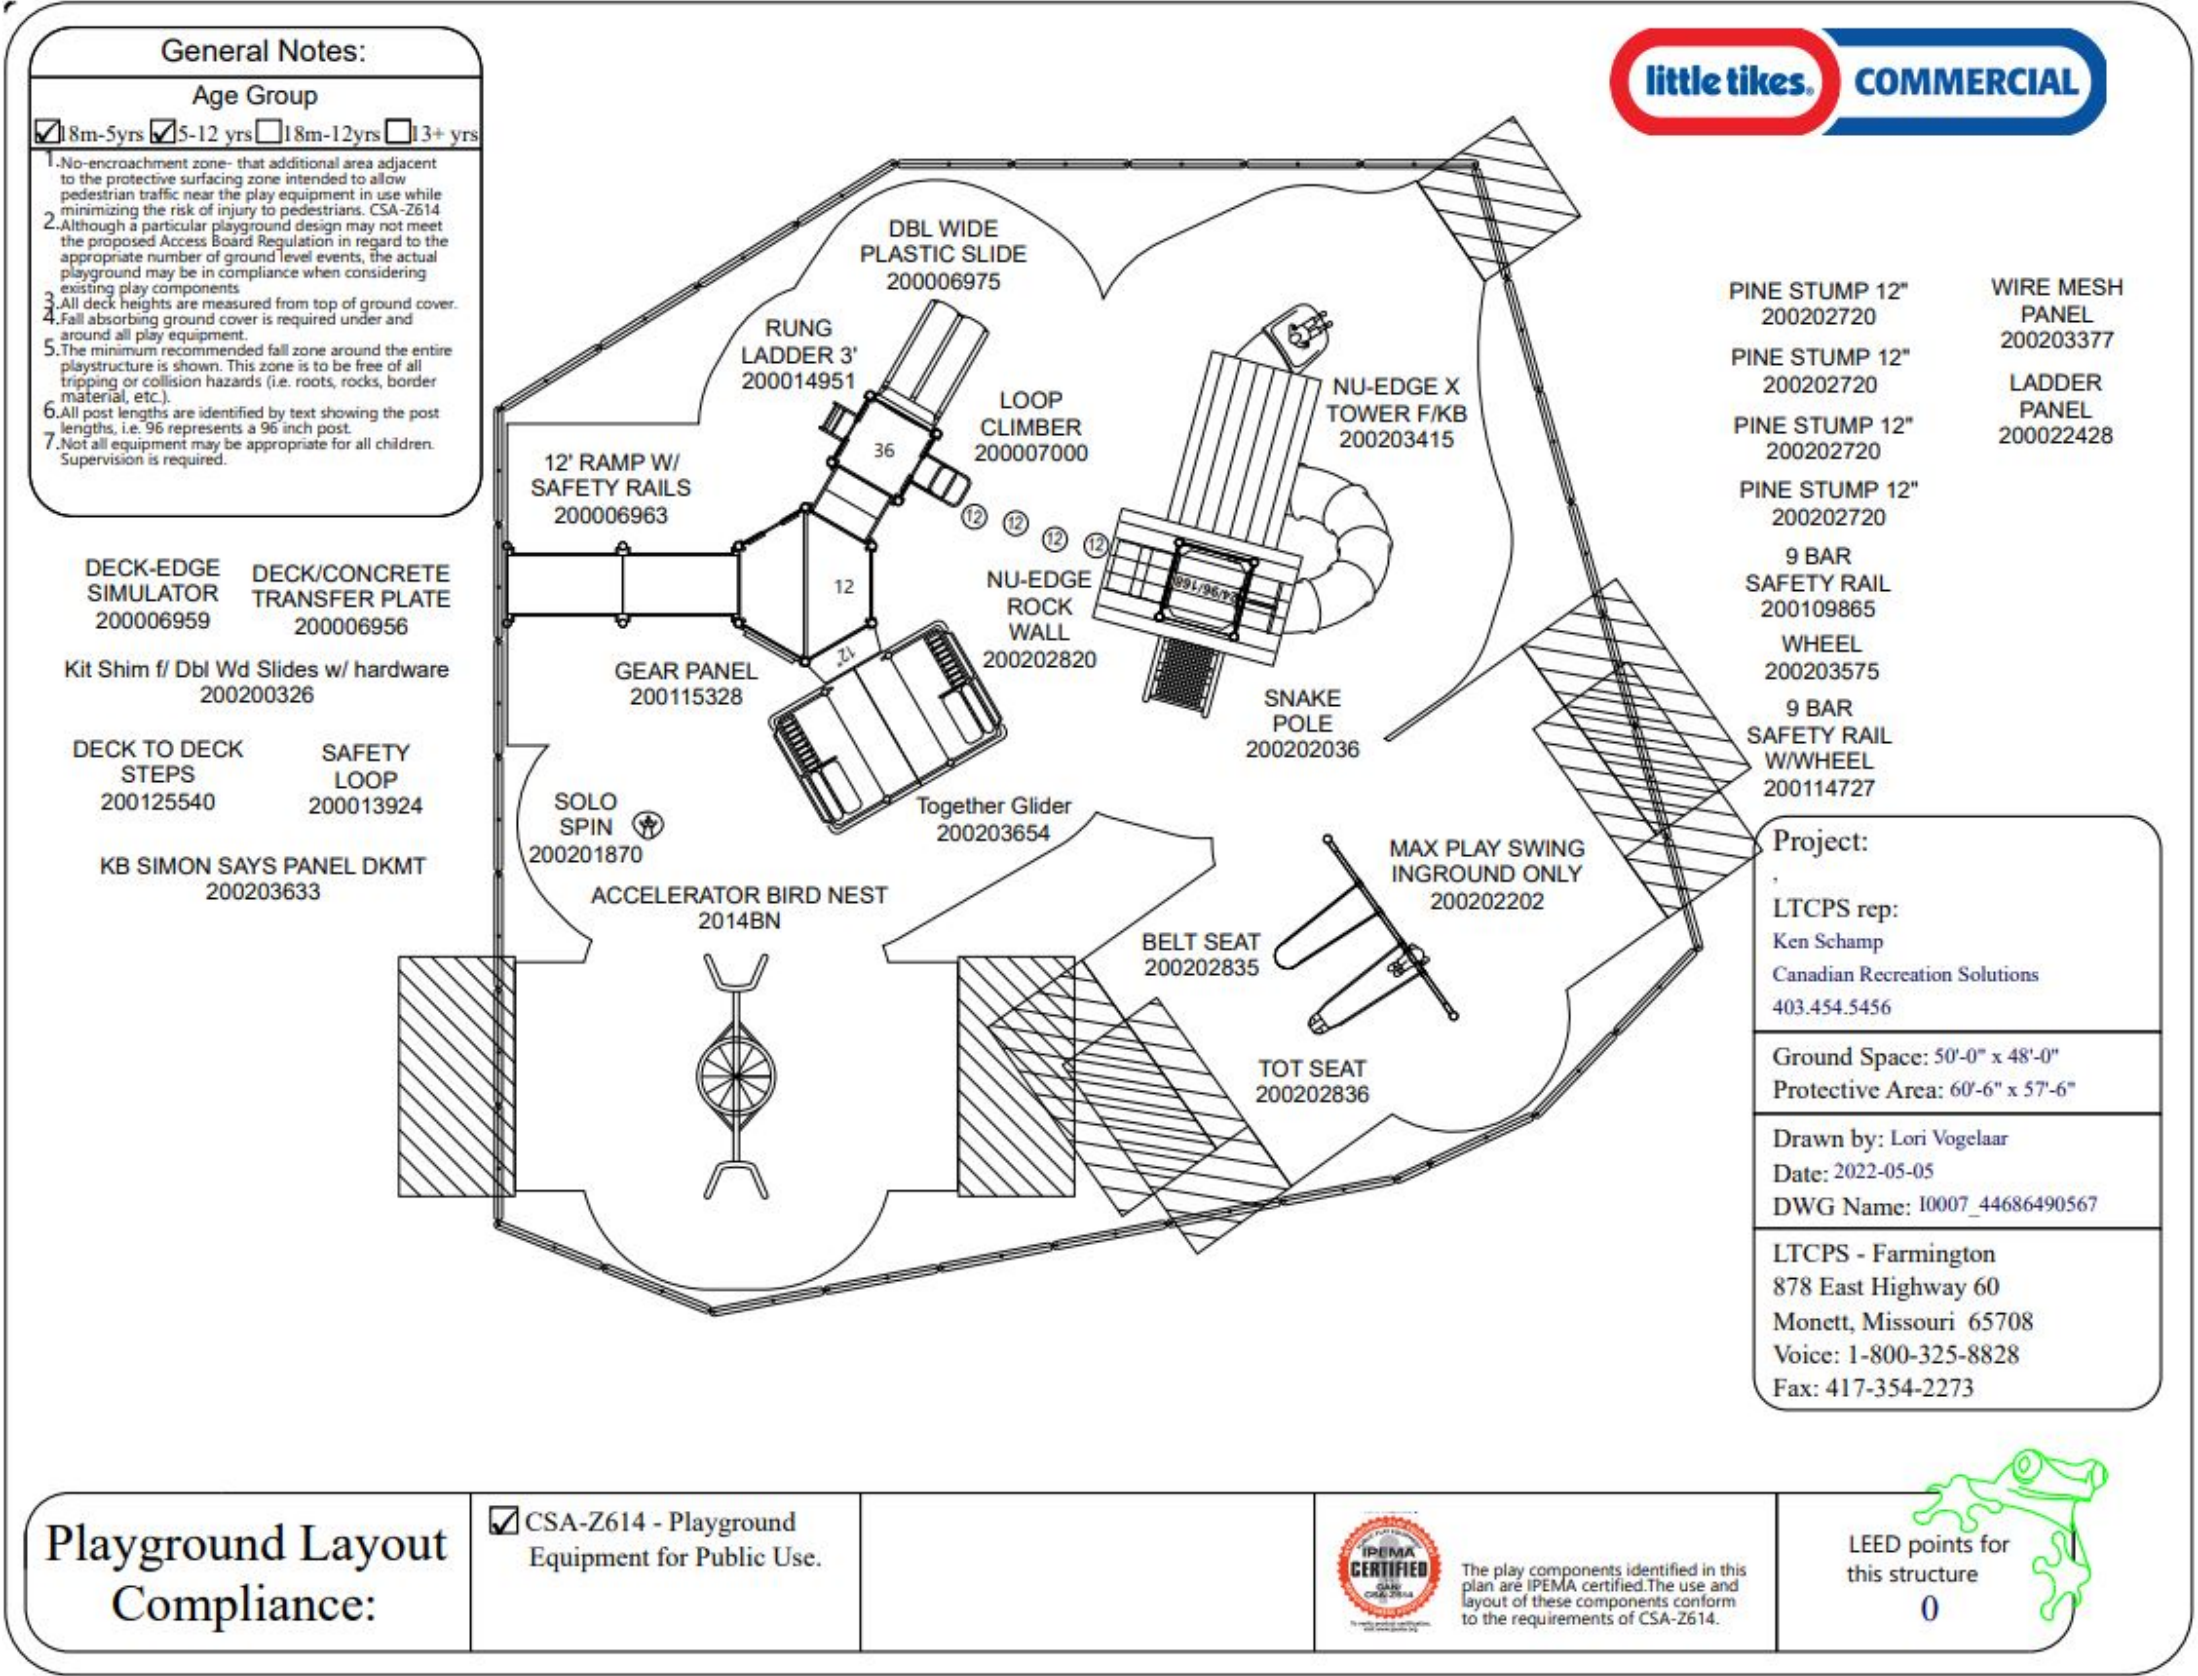 General Notes:
Age Group
18m-5yrs 5-12 yrs 18m-12yrs 13+ yrs
1.No-encroachment zone- that additional area adjacent
to the protective surfacing zone intended to allow
pedestrian traffic near the play equipment in use while
minimizing the risk of injury to pedestrians. CSA-Z614
2.Although a particular playground design may not meet
the proposed Access Board Regulation in regard to the
appropriate number of ground level events, the actual
playground may be in compliance when considering
existing play components
3.All deck heights are measured from top of ground cover.
4.Fall absorbing ground cover is required under and
around all play equipment.
5.The minimum recommended fall zone around the entire
playstructure is shown. This zone is to be free of all
tripping or collision hazards (i.e. roots, rocks, border
material, etc.).
6.All post lengths are identified by text showing the post
lengths, i.e. 96 represents a 96 inch post.
7.Not all equipment may be appropriate for all children.
Supervision is required.
little tikes®
COMMERCIAL
DBL WIDE
PLASTIC SLIDE
200006975
RUNG
LADDER 3'
200014951
LOOP
CLIMBER
200007000
NU-EDGE X
TOWER F/KB
200203415
36
12' RAMP W/
SAFETY RAILS
200006963
12
12
12
12
12
NU-EDGE
ROCK
WALL
200202820
GEAR PANEL
200115328
12"
SNAKE
POLE
200202036
SOLO
SPIN
200201870
Together Glider
200203654
ACCELERATOR BIRD NEST
2014BN
MAX PLAY SWING
INGROUND ONLY
200202202
BELT SEAT
200202835
TOT SEAT
200202836
DECK-EDGE
SIMULATOR
200006959
DECK/CONCRETE
TRANSFER PLATE
200006956
Kit Shim f/ Dbl Wd Slides w/ hardware
200200326
DECK TO DECK
STEPS
200125540
SAFETY
LOOP
200013924
KB SIMON SAYS PANEL DKMT
200203633
PINE STUMP 12"
200202720
PINE STUMP 12"
200202720
PINE STUMP 12"
200202720
PINE STUMP 12"
200202720
9 BAR
SAFETY RAIL
200109865
WHEEL
200203575
9 BAR
SAFETY RAIL
W/WHEEL
200114727
WIRE MESH
PANEL
200203377
LADDER
PANEL
200022428
Project:
,
LTCPS rep:
Ken Schamp
Canadian Recreation Solutions
403.454.5456
Ground Space: 50'-0" x 48'-0"
Protective Area: 60'-6" x 57'-6"
Drawn by: Lori Vogelaar
Date: 2022-05-05
DWG Name: I0007_44686490567
LTCPS - Farmington
878 East Highway 60
Monett, Missouri 65708
Voice: 1-800-325-8828
Fax: 417-354-2273
Playground Layout
Compliance:
CSA-Z614 - Playground
Equipment for Public Use.
IPEMA
CERTIFIED
The play components identified in this
plan are IPEMA certified.The use and
layout of these components conform
to the requirements of CSA-Z614.
LEED points for
this structure
0